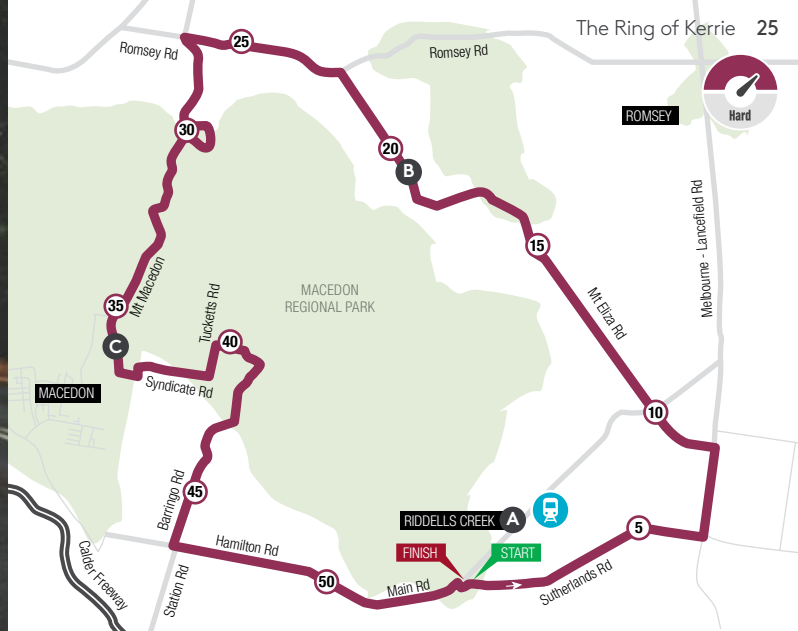 The Ring of Kerrie 25
Romsey Rd
25
Romsey Rd
Hard
ROMSEY
30
20
B
Melbourne - Lancefield Rd
15
Mt Macedon
35
MACEDON
REGIONAL PARK
Tucketts Rd
Mt Eliza Rd
C
40
Syndicate Rd
MACEDON
10
Barringo Rd
45
RIDDELLS CREEK
A
5
Hamilton Rd
FINISH
START
Calder Freeway
Station Rd
50
Main Rd
Sutherlands Rd